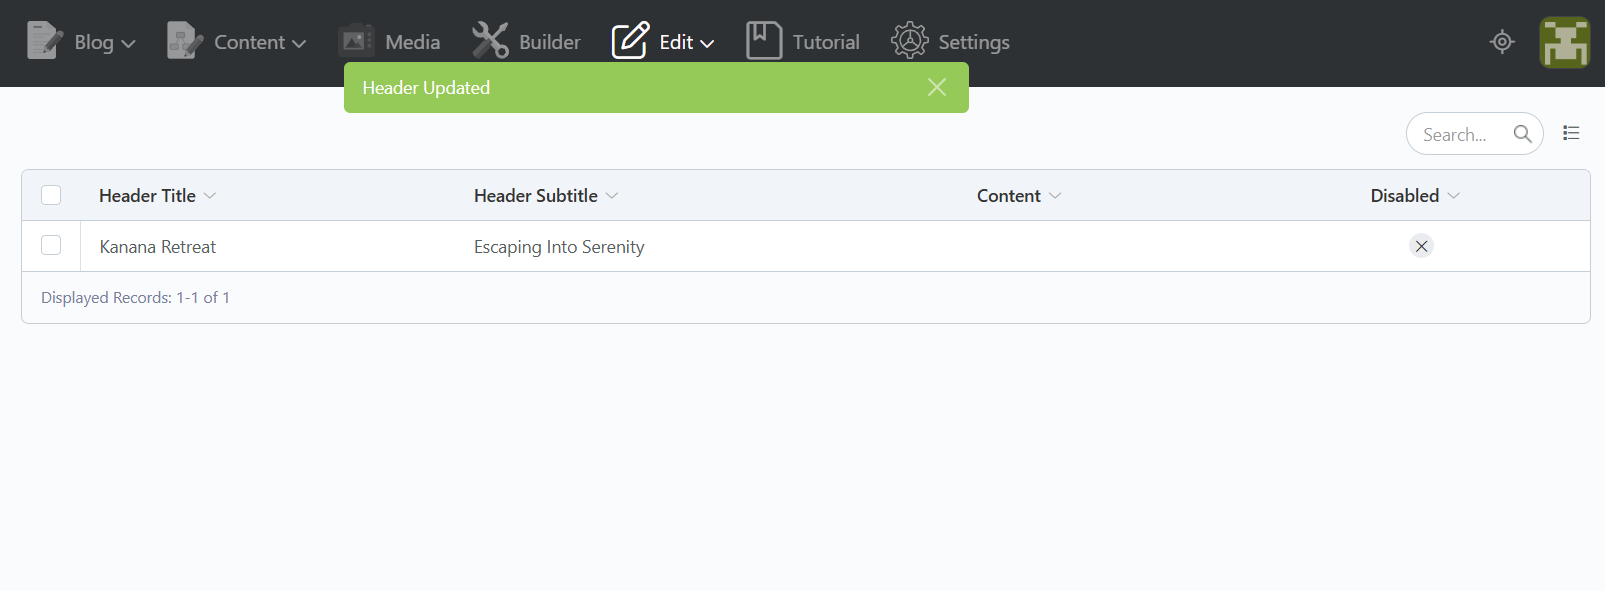 Blog Content Media Builder Edit Tutorial Settings
Header Updated
Search...
Header Title Header Subtitle Content Disabled
Kanana Retreat Escaping Into Serenity
Displayed Records: 1-1 of 1